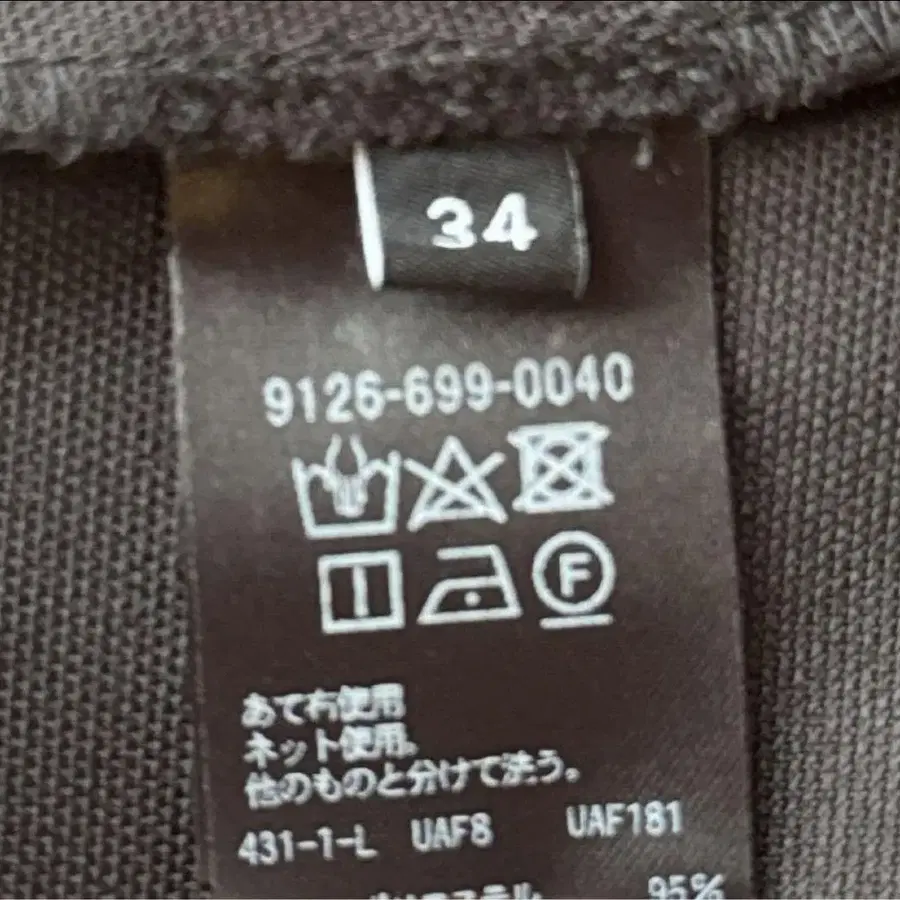 34
9126-699-0040
F
あて布使用
ネット使用。
他のものと分けて洗う。
431-1-L UAF8 UAF181
95%